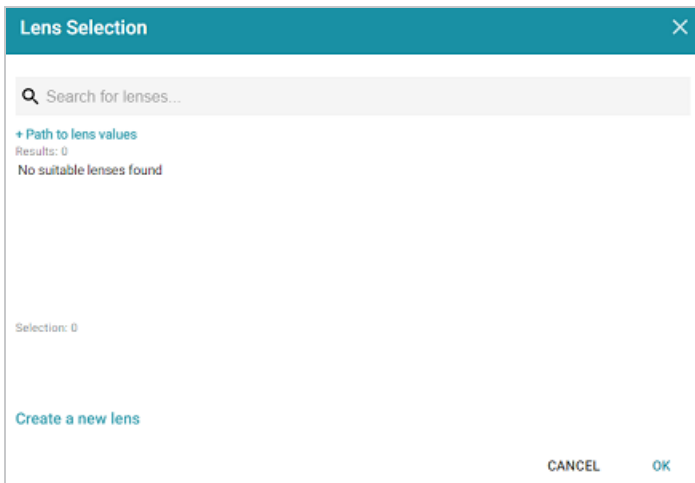 Lens Selection
Search for lenses...
+ Path to lens values
Results: 0
No suitable lenses found
Selection: 0
Create a new lens
CANCEL OK